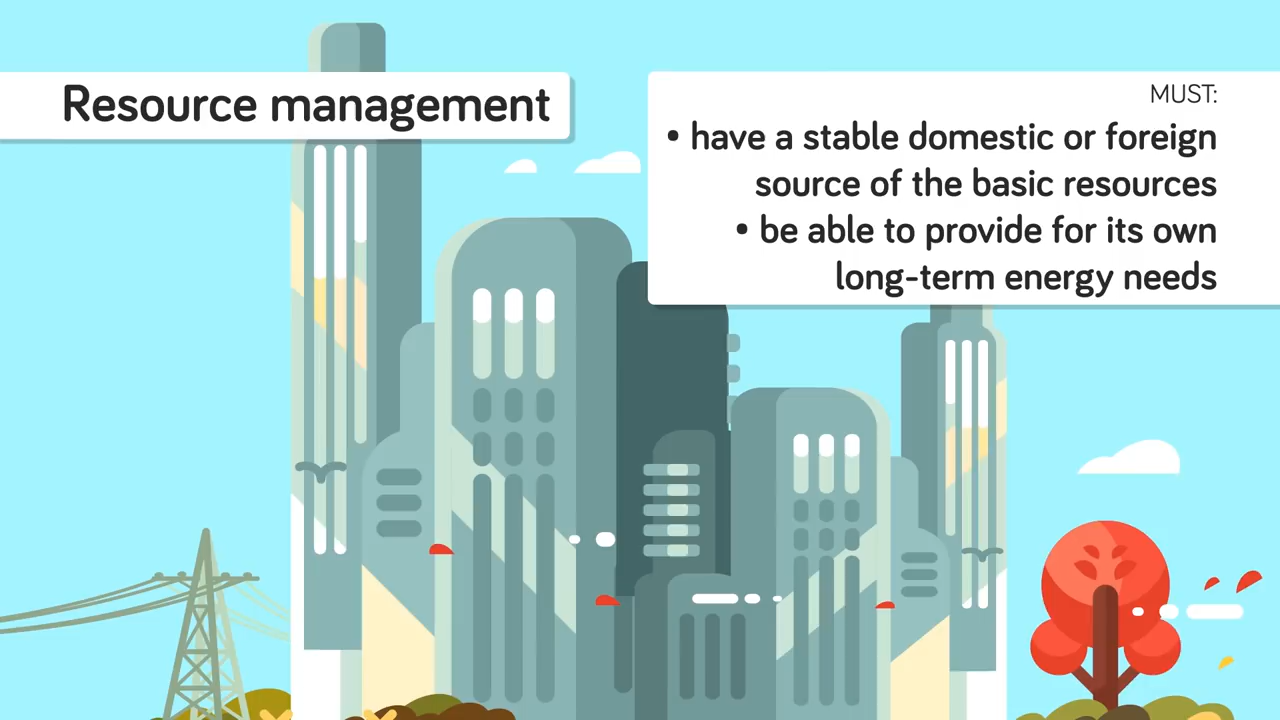 Resource management
MUST:
• have a stable domestic or foreign
source of the basic resources
• be able to provide for its own
long-term energy needs